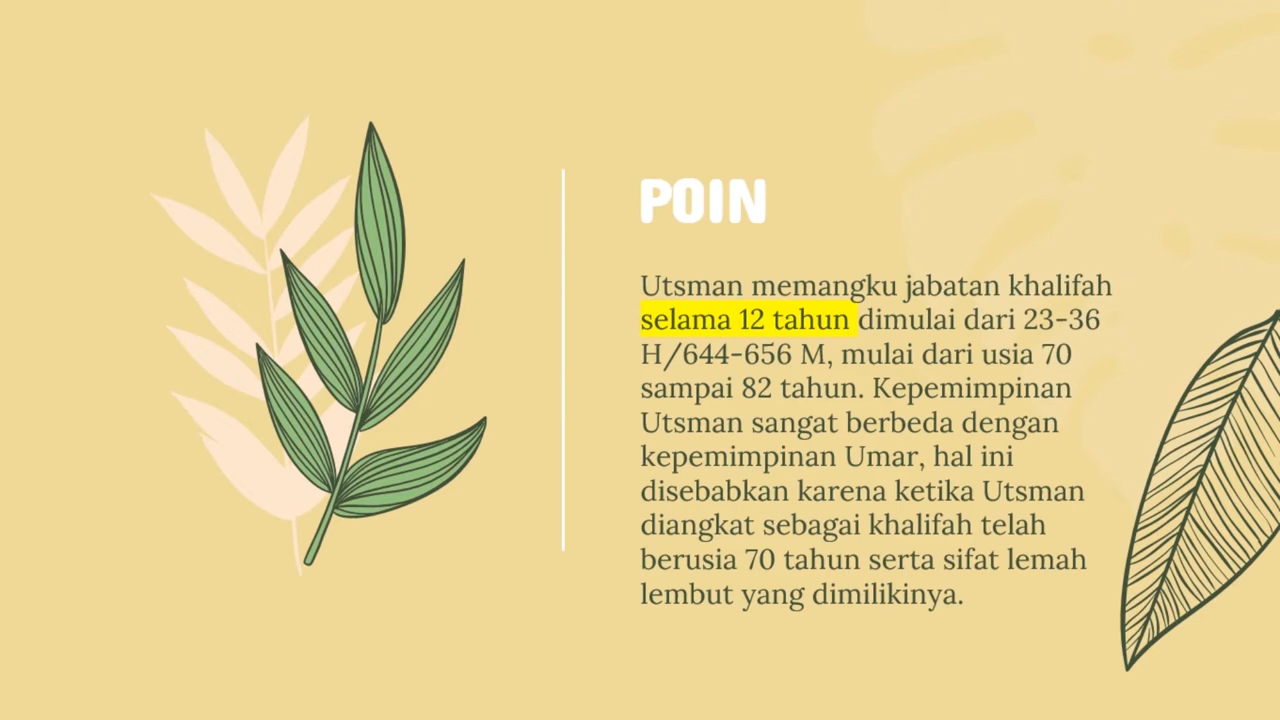 POIN
Utsman memangku jabatan khalifah
selama 12 tahun dimulai dari 23-36
H/644-656 M, mulai dari usia 70
sampai 82 tahun. Kepemimpinan
Utsman sangat berbeda dengan
kepemimpinan Umar, hal ini
disebabkan karena ketika Utsman
diangkat sebagai khalifah telah
berusia 70 tahun serta sifat lemah
lembut yang dimilikinya.